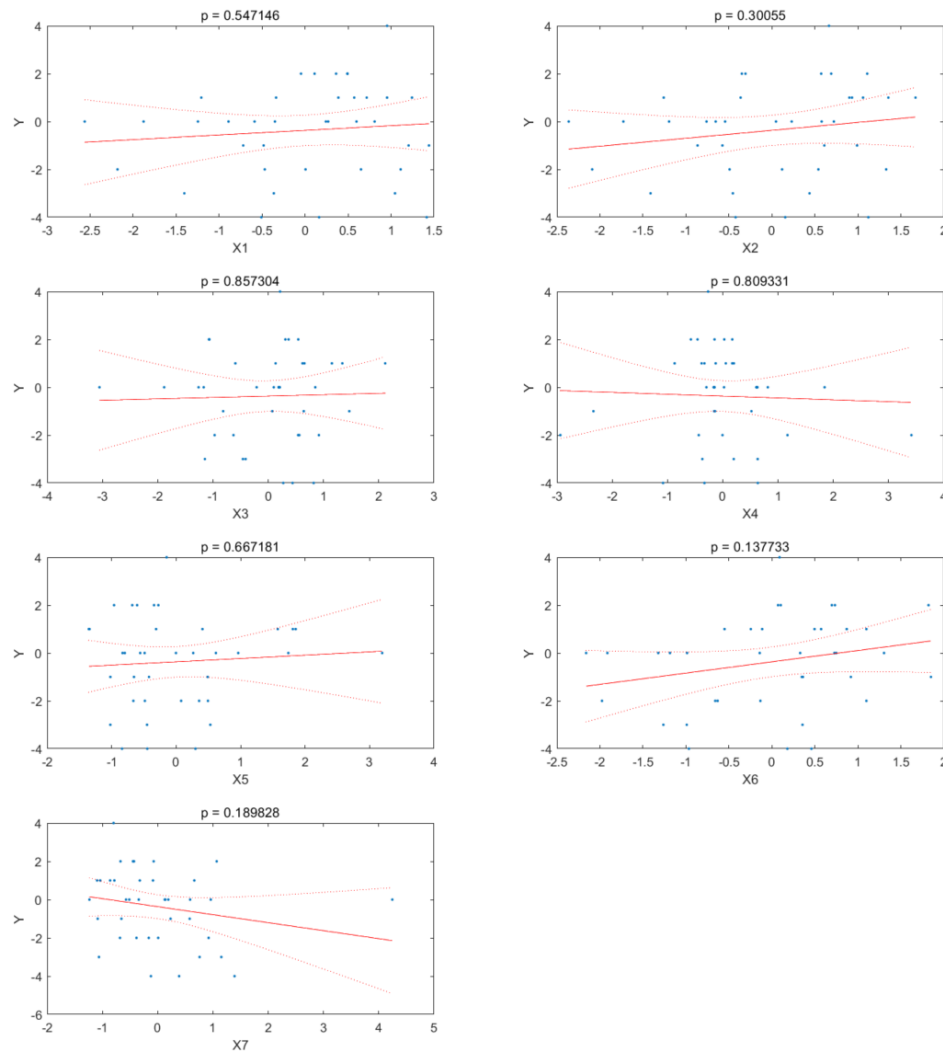 p = 0.547146
4
2
0
-2
-4
Y
-3 -2.5 -2 -1.5 -1 -0.5 0 0.5 1 1.5
X1
p = 0.30055
4
2
0
-2
-4
Y
-2.5 -2 -1.5 -1 -0.5 0 0.5 1 1.5 2
X2
p = 0.857304
4
2
0
-2
-4
Y
-4 -3 -2 -1 0 1 2 3
X3
p = 0.809331
4
2
0
-2
-4
Y
-3 -2 -1 0 1 2 3 4
X4
p = 0.667181
4
2
0
-2
-4
Y
-2 -1 0 1 2 3 4
X5
p = 0.137733
4
2
0
-2
-4
Y
-2.5 -2 -1.5 -1 -0.5 0 0.5 1 1.5 2
X6
p = 0.189828
4
2
0
-2
-4
-6
Y
-2 -1 0 1 2 3 4 5
X7